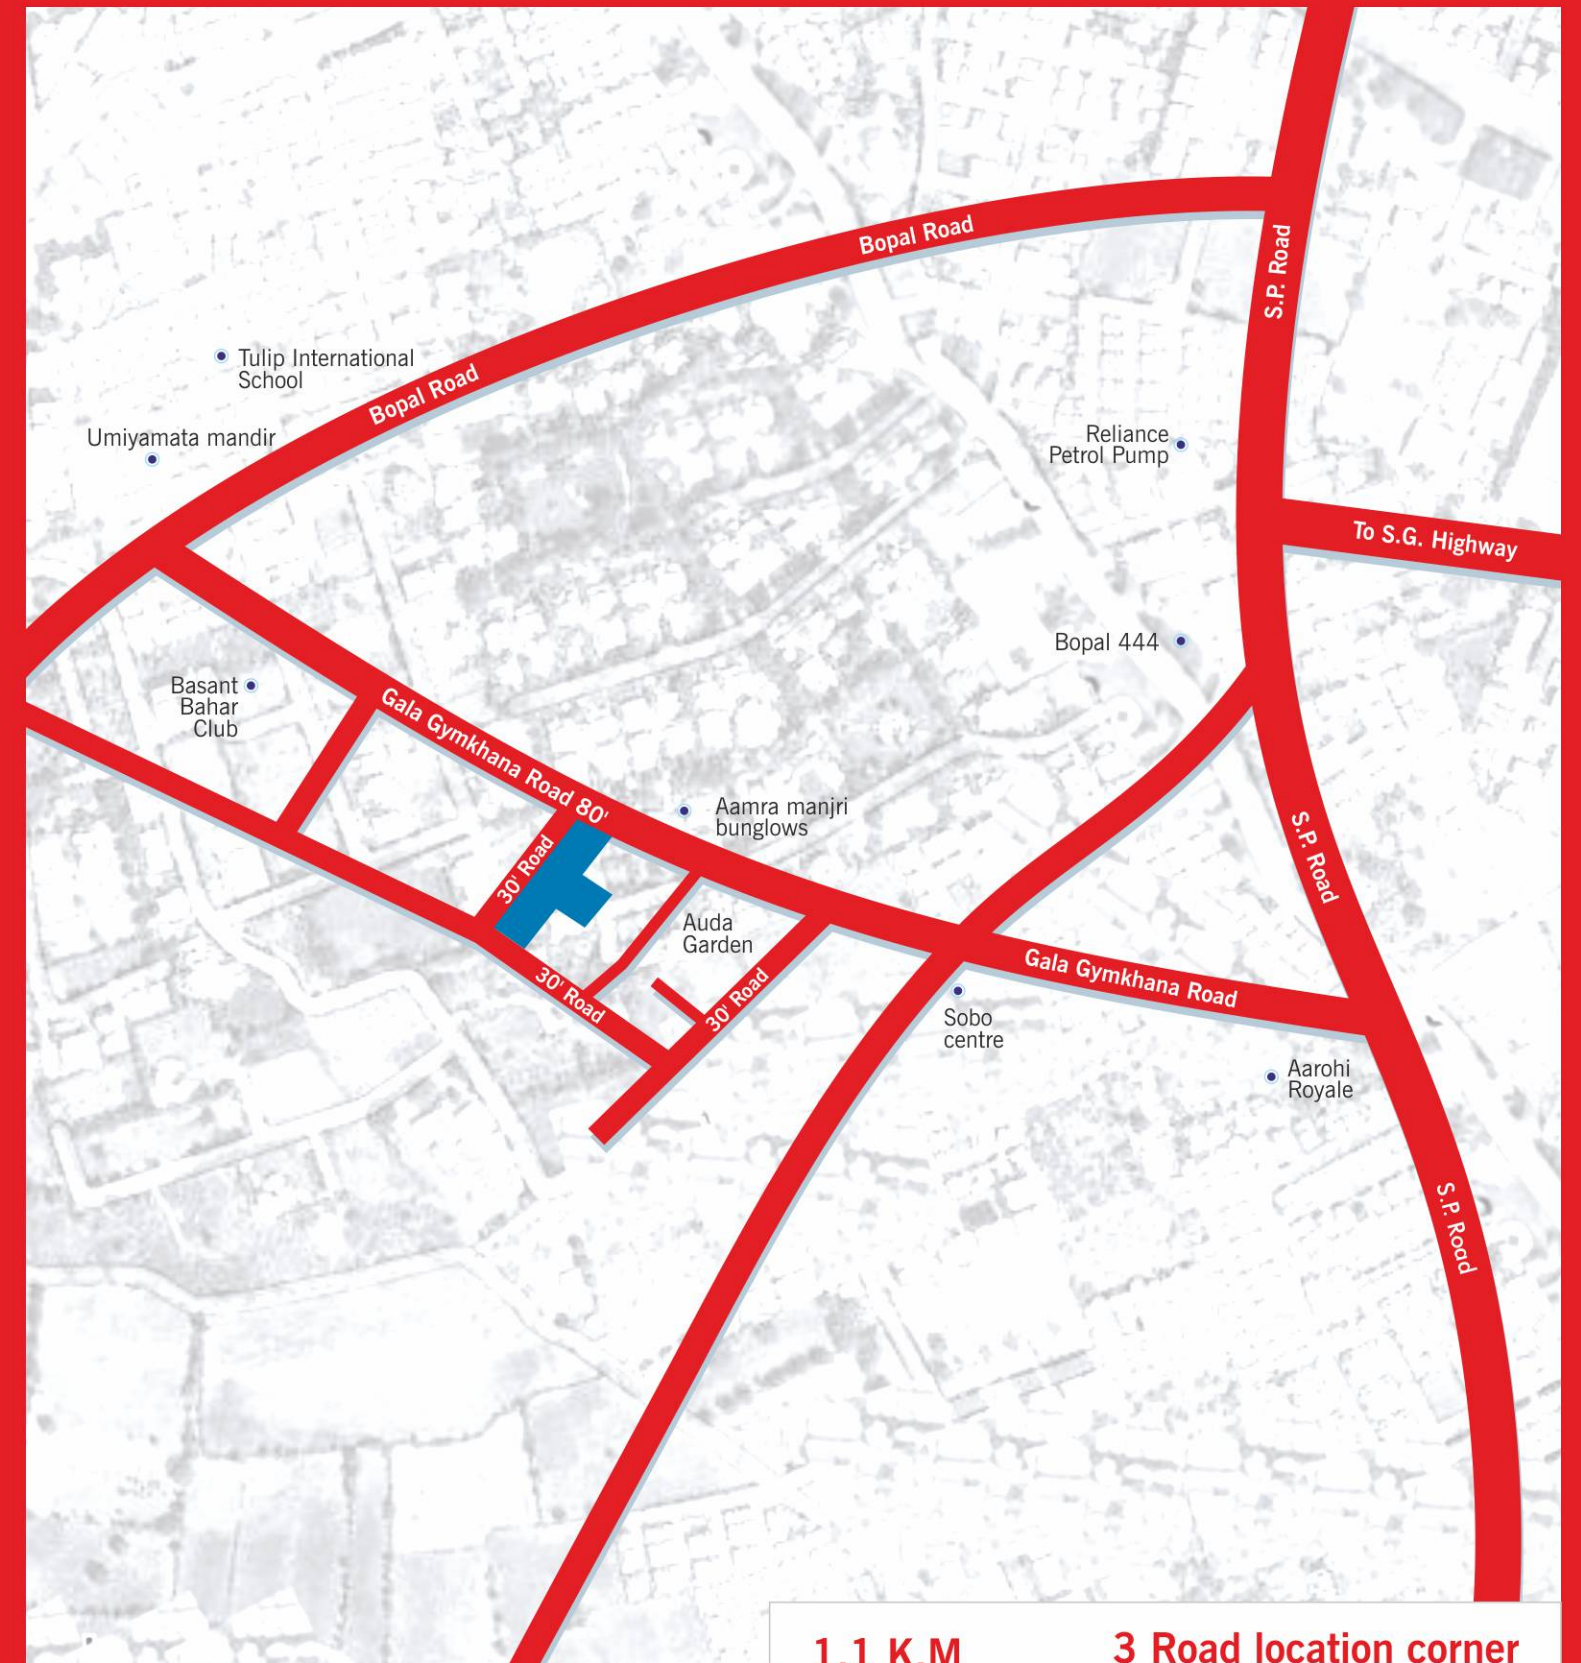 Bopal Road
S.P. Road
Tulip International
School
Bopal Road
Umiyamata mandir
Reliance
Petrol Pump
To S.G. Highway
Bopal 444
Basant
Bahar
Club
Gala Gymkhana Road 80'
Aamra manjri
bunglows
S.P. Road
30' Road
Auda
Garden
30' Road
30' Road
Gala Gymkhana Road
Sobo
centre
Aarohi
Royale
S.P. Road
1.1 K.M
3 Road location corner